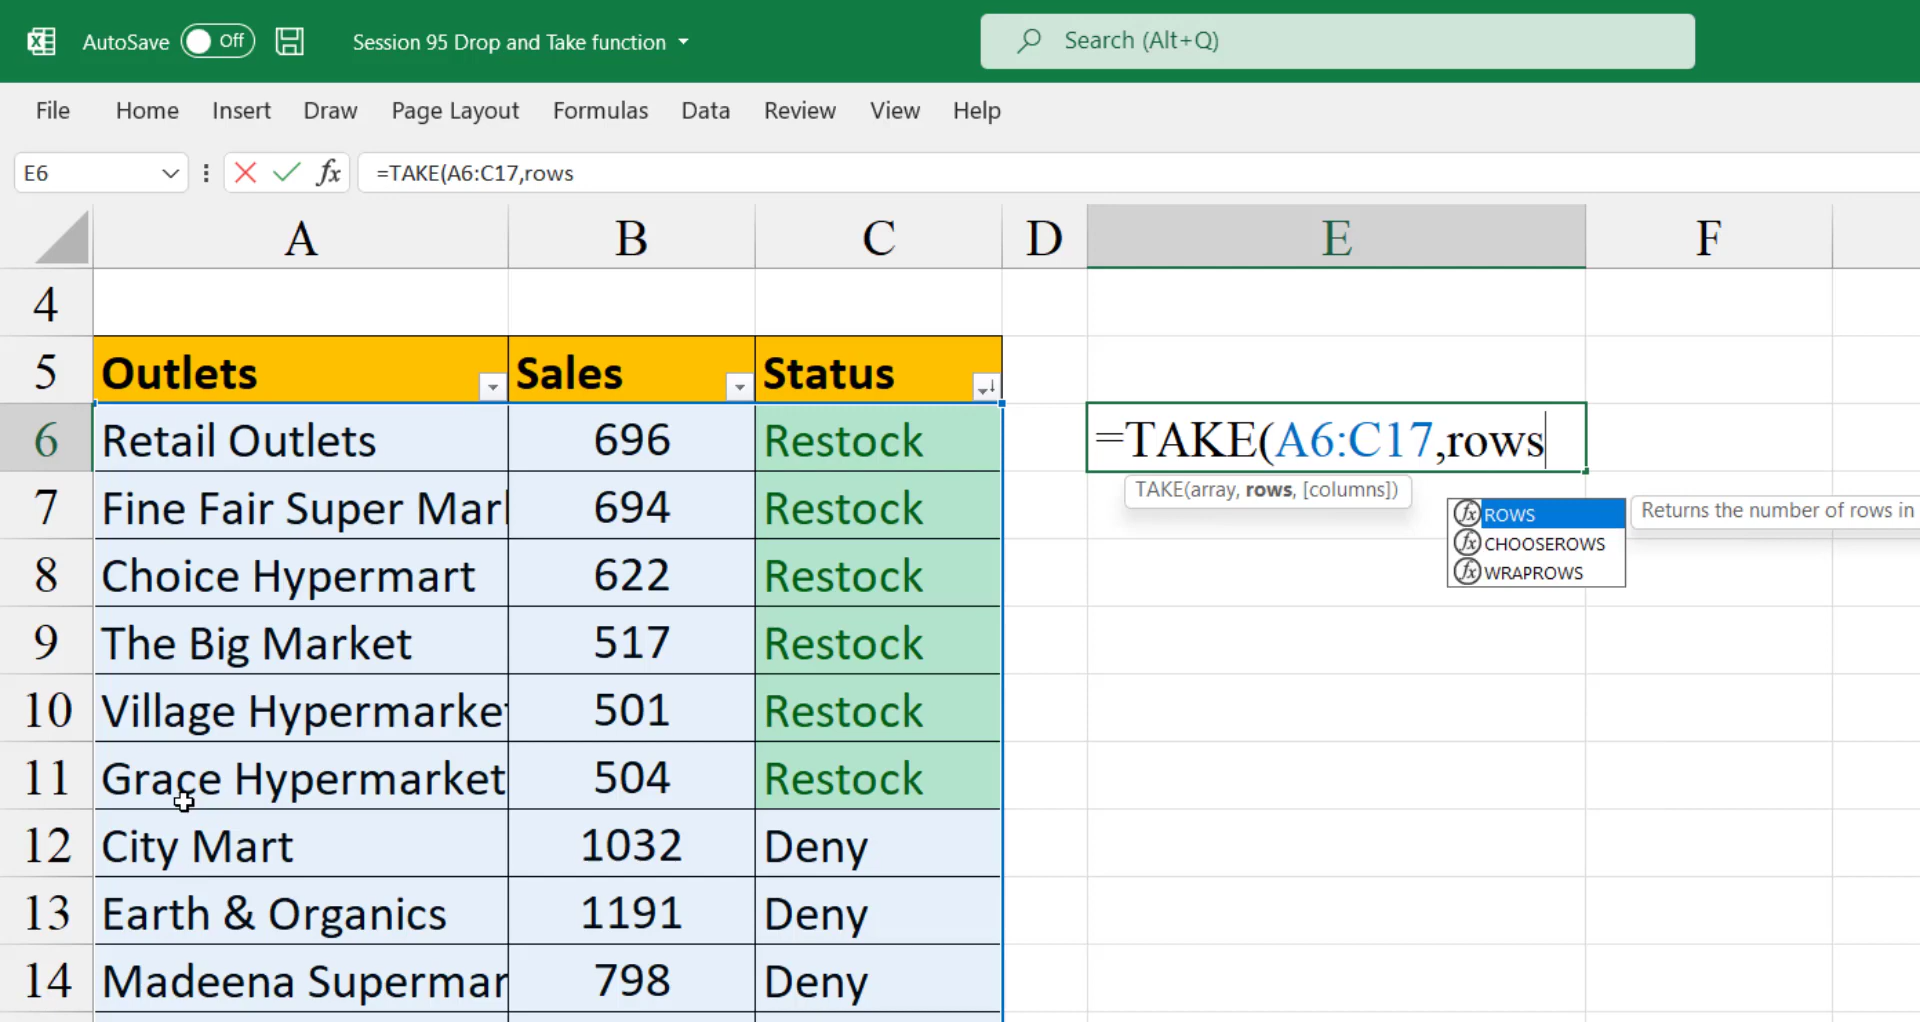 AutoSave Off Session 95 Drop and Take function Search (Alt+Q)
File Home Insert Draw Page Layout Formulas Data Review View Help
E6 fx =TAKE(A6:C17,rows
A B C D E F
4
5 Outlets Sales Status
6 Retail Outlets 696 Restock =TAKE(A6:C17,rows
TAKE(array, rows, [columns])
7 Fine Fair Super Mar 694 Restock
fx ROWS Returns the number of rows in
fx CHOOSEROWS
fx WRAPROWS
8 Choice Hypermart 622 Restock
9 The Big Market 517 Restock
10 Village Hypermarke 501 Restock
11 Grace Hypermarket 504 Restock
12 City Mart 1032 Deny
13 Earth & Organics 1191 Deny
14 Madeena Supermar 798 Deny